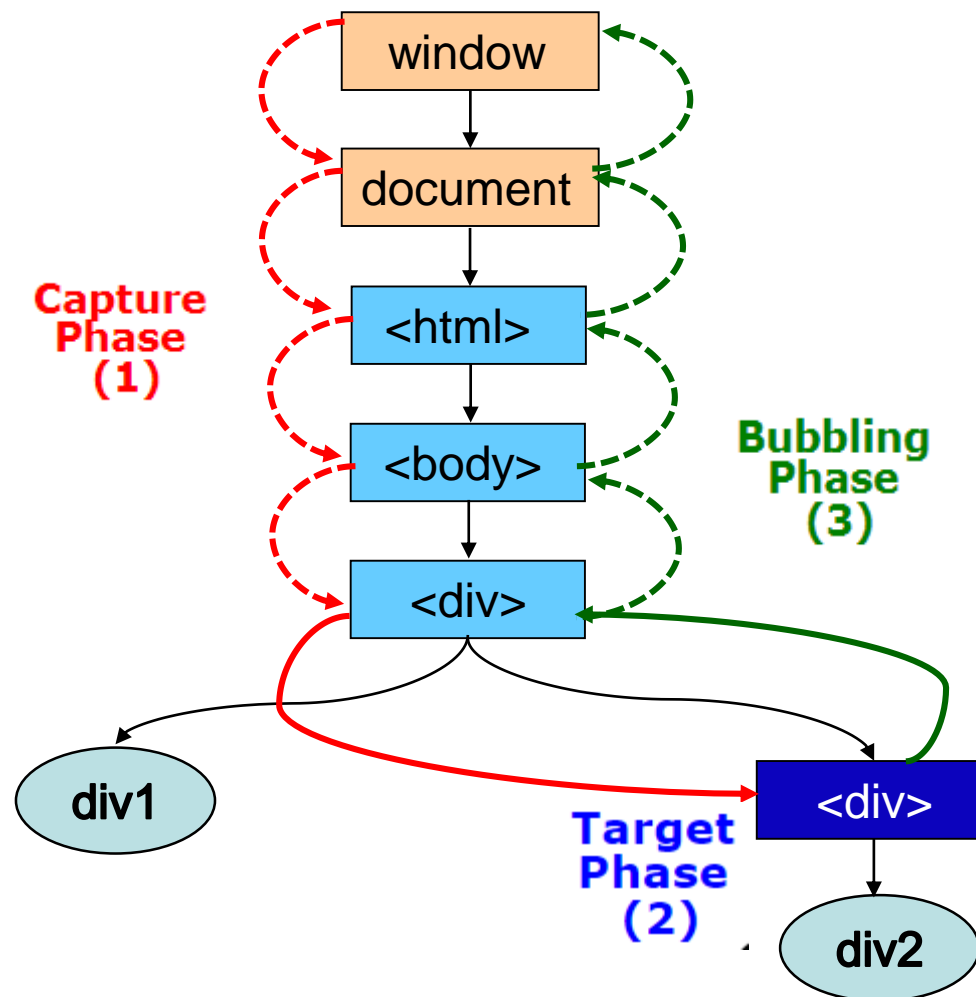 window
document
Capture
Phase
(1)
<html>
<body>
Bubbling
Phase
(3)
<div>
div1
<div>
Target
Phase
(2)
div2